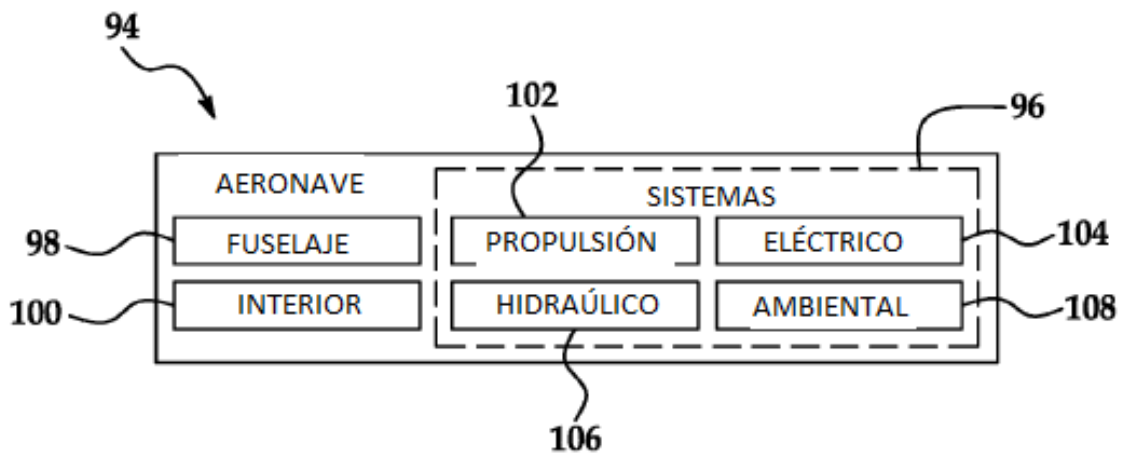 94
102
96
AERONAVE
SISTEMAS
98
FUSELAJE
PROPULSIÓN
ELÉCTRICO
104
100
INTERIOR
HIDRAÚLICO
AMBIENTAL
108
106